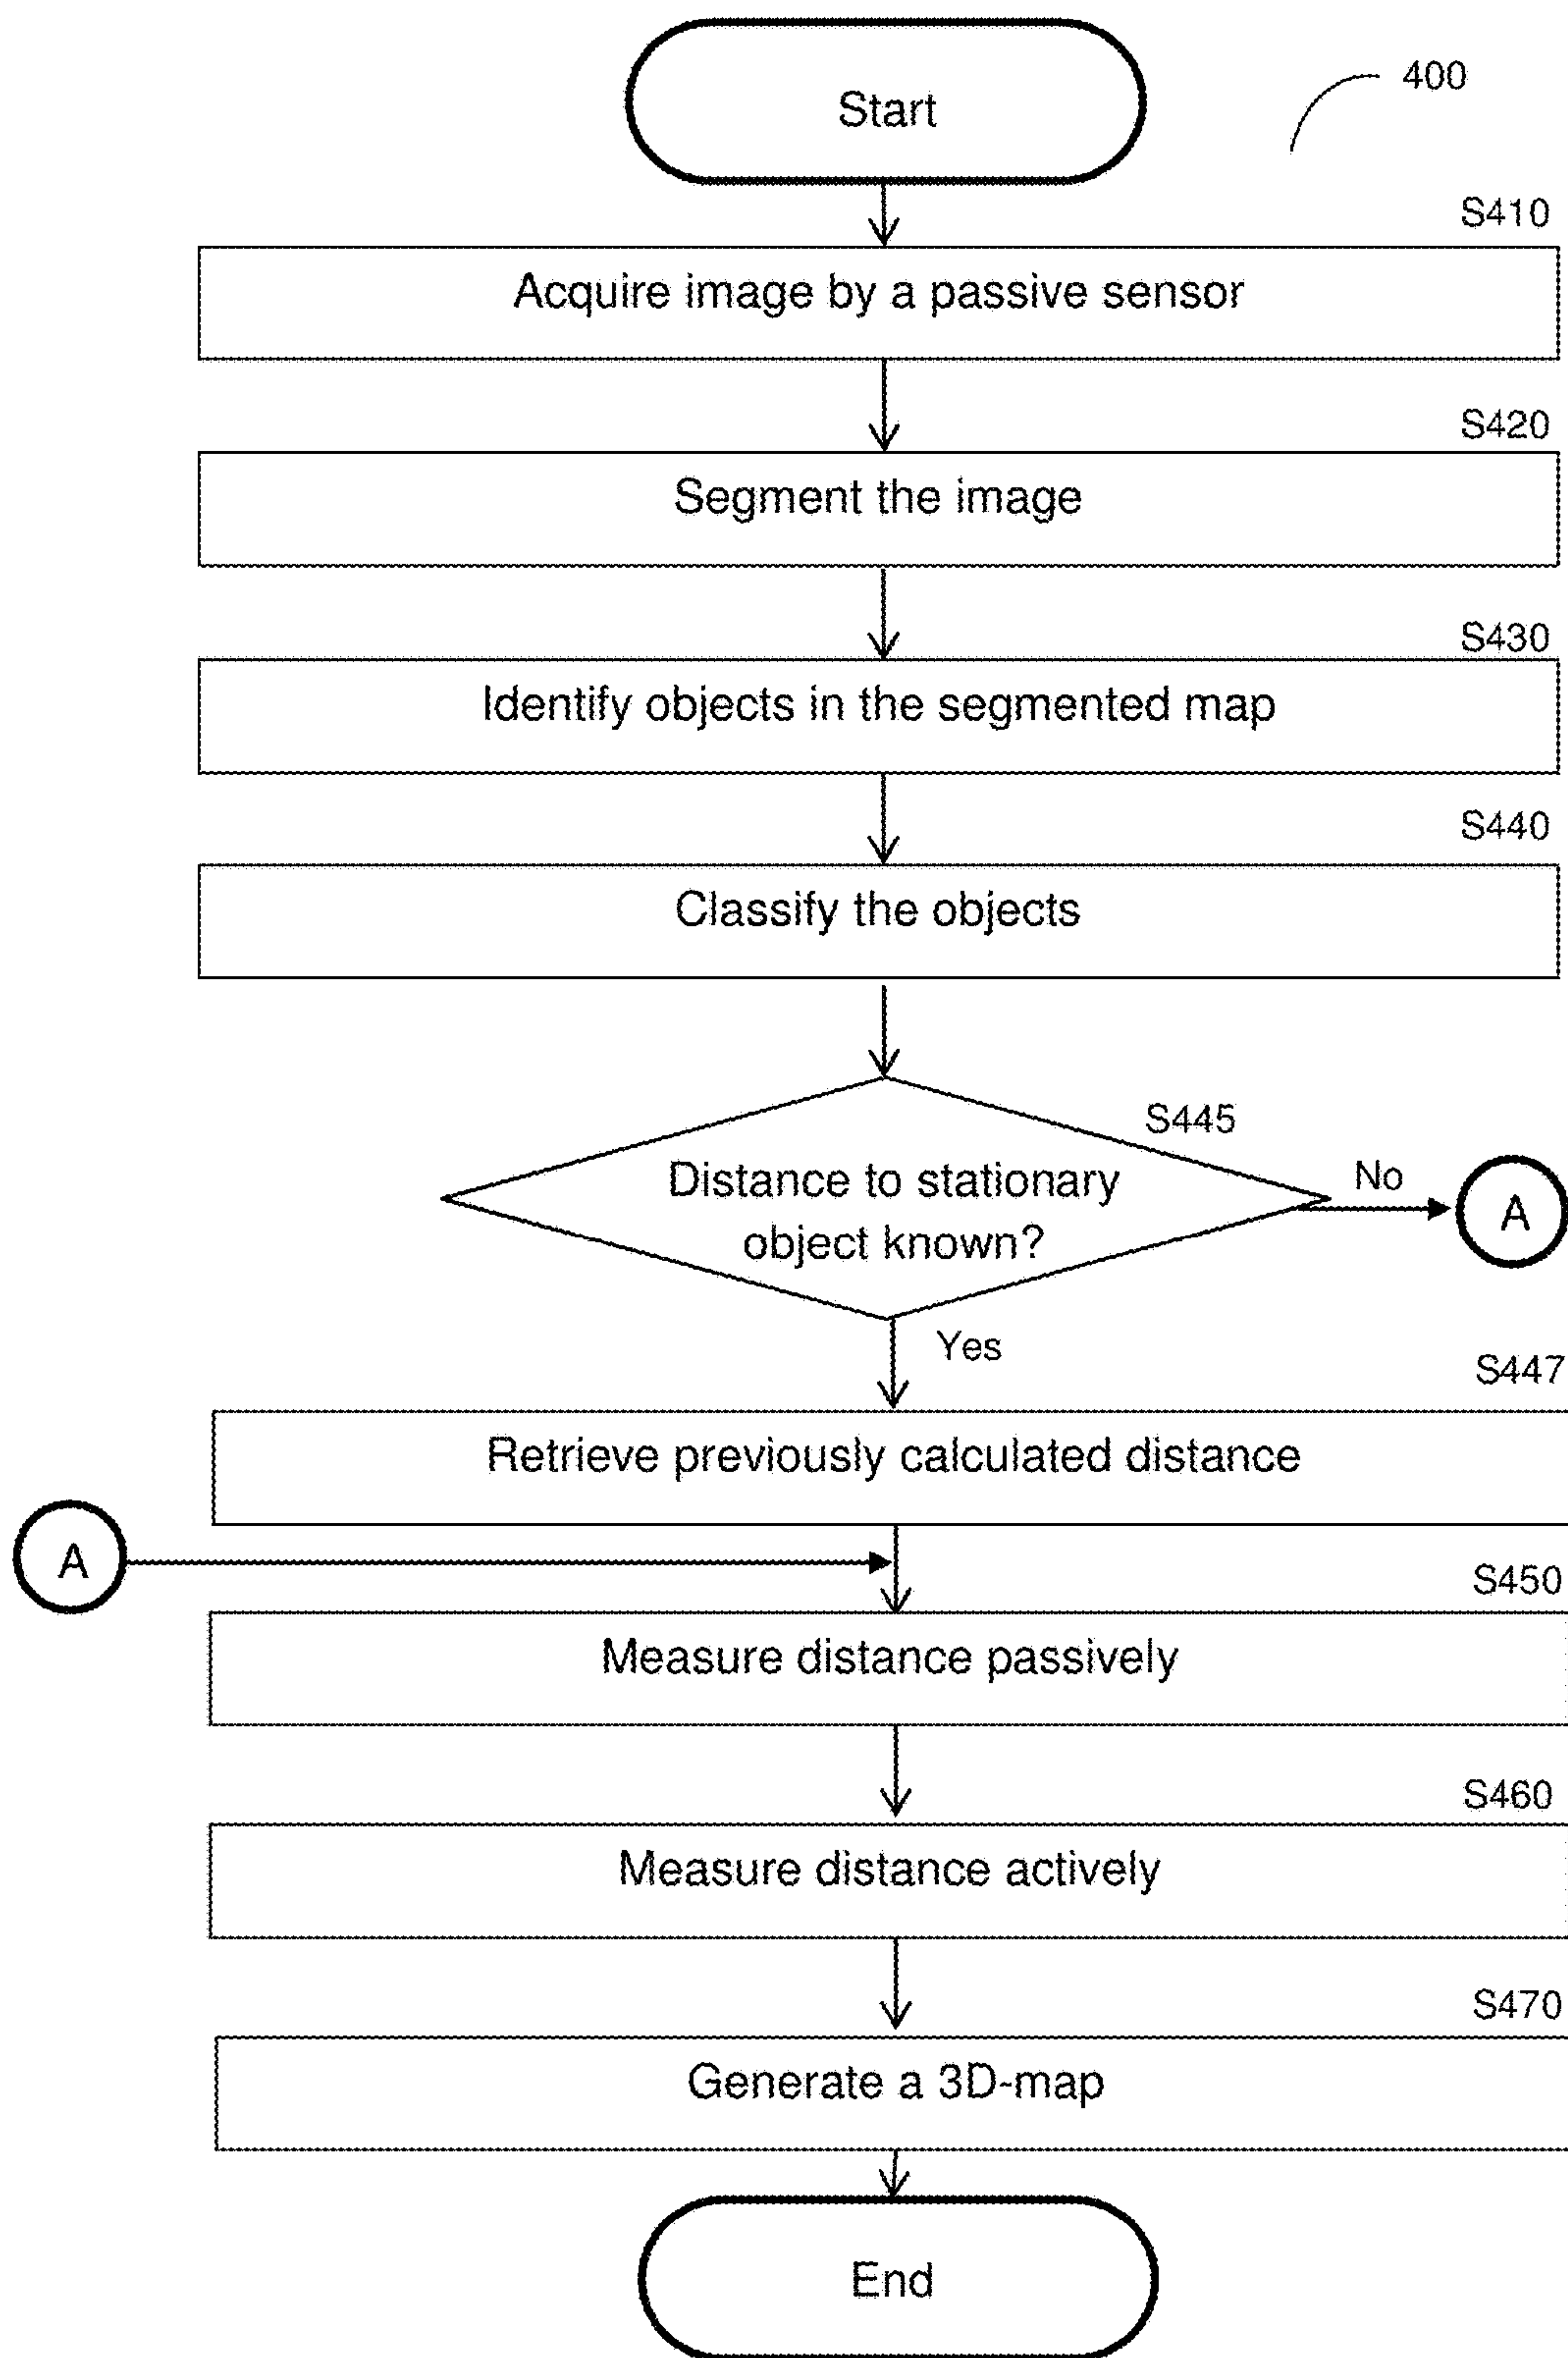 Start
400
S410
Acquire image by a passive sensor
S420
Segment the image
S430
Identify objects in the segmented map
S440
Classify the objects
S445
Distance to stationary
object known?
No
A
Yes
S447
Retrieve previously calculated distance
A
S450
Measure distance passively
S460
Measure distance actively
S470
Generate a 3D-map
End